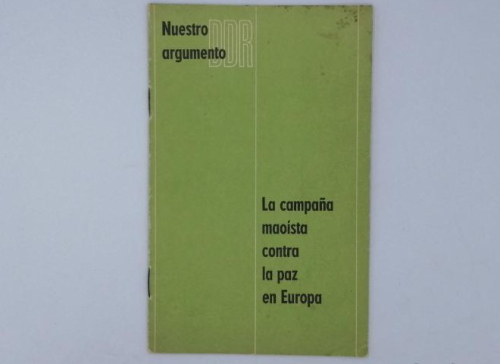 Nuestro
argumento
DDR
La campaña
maoista
contra
la paz
en Europa